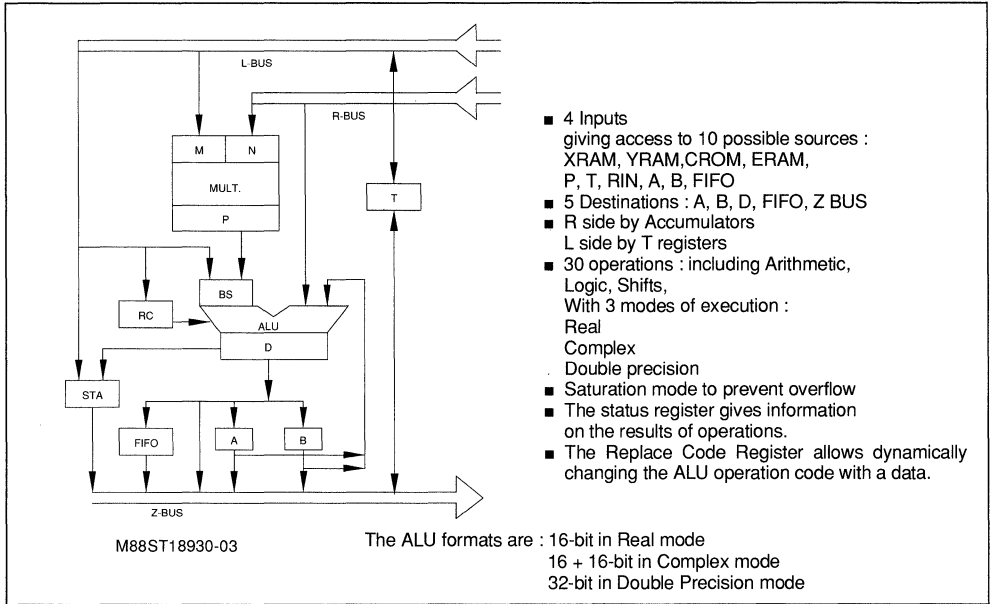 L-BUS
R-BUS
M N
MULT.
T
P
BS
RC
ALU
D
STA
FIFO
A
B
Z-BUS
M88ST18930-03
■ 4 Inputs
giving access to 10 possible sources :
XRAM, YRAM,CROM, ERAM,
P, T, RIN, A, B, FIFO
■ 5 Destinations : A, B, D, FIFO, Z BUS
■ R side by Accumulators
L side by T registers
■ 30 operations : including Arithmetic,
Logic, Shifts,
With 3 modes of execution :
Real
Complex
Double precision
■ Saturation mode to prevent overflow
■ The status register gives information
on the results of operations.
■ The Replace Code Register allows dynamically
changing the ALU operation code with a data.
The ALU formats are : 16-bit in Real mode
16 + 16-bit in Complex mode
32-bit in Double Precision mode